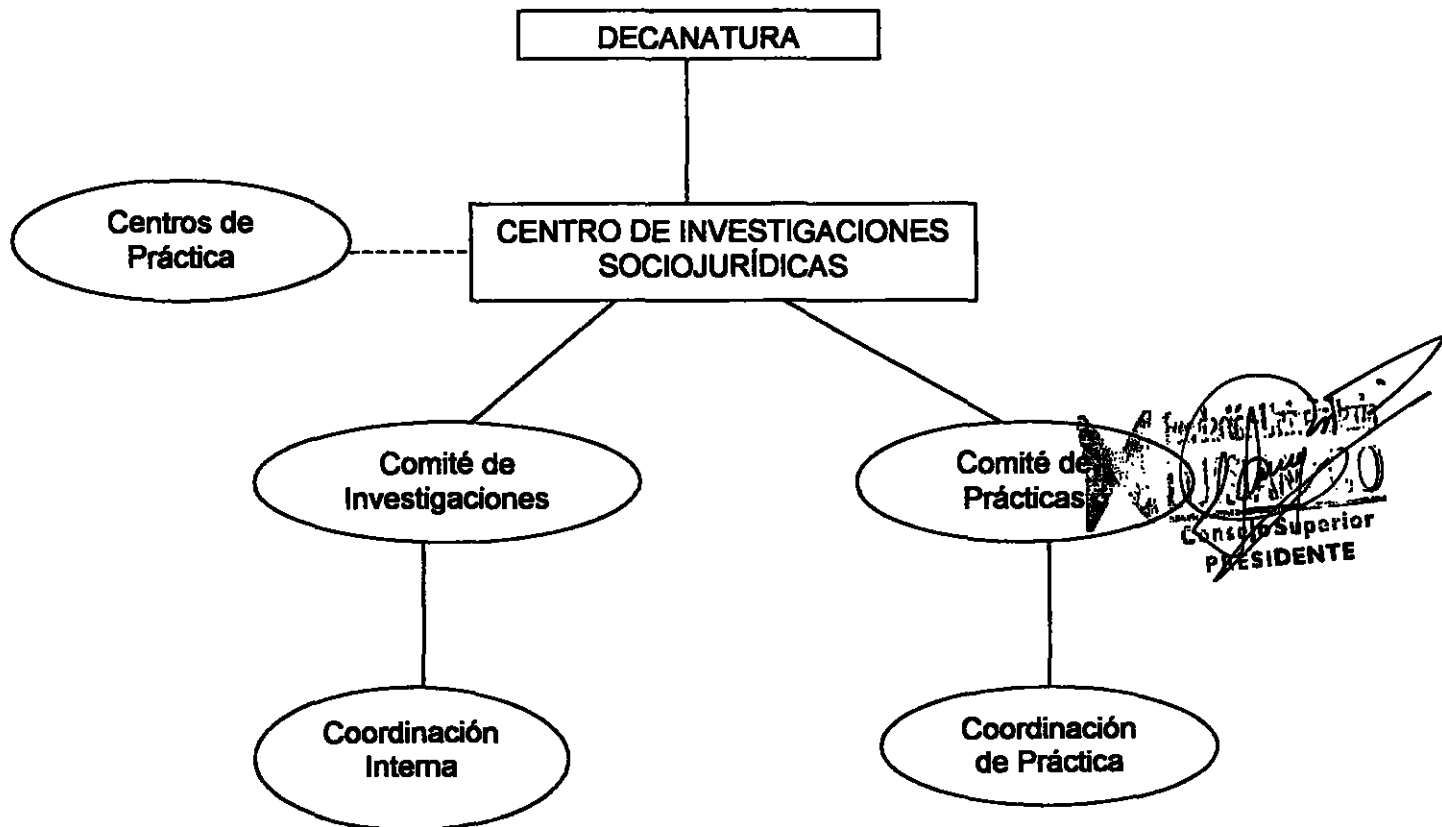 DECANATURA
Centros de
Práctica
CENTRO DE INVESTIGACIONES
SOCIOJURÍDICAS
Comité de
Investigaciones
Comité de
Prácticas
Consejo Superior
PRESIDENTE
Coordinación
Interna
Coordinación
de Práctica